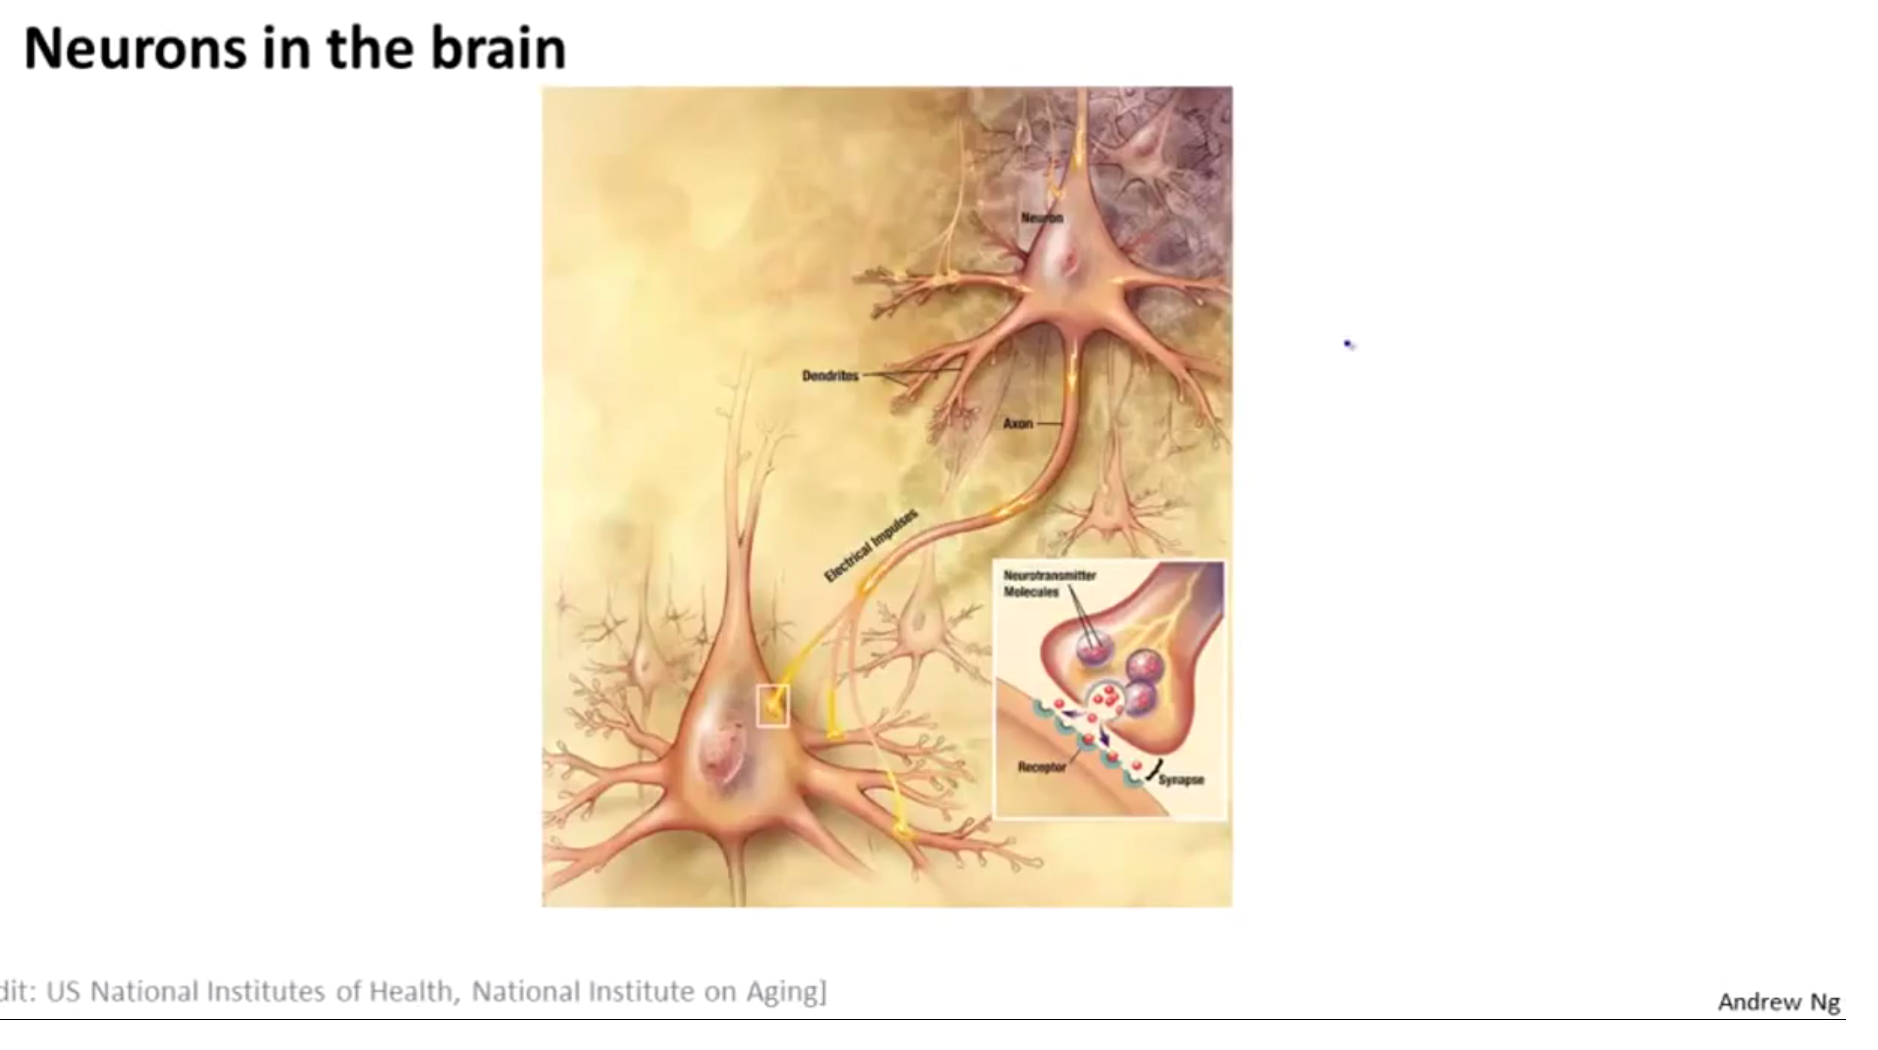 Neurons in the brain
Neuron
Dendrites
Axon
Electrical Impulses
Neurotransmitter
Molecules
Receptor
Synapse
dit: US National Institutes of Health, National Institute on Aging]
Andrew Ng